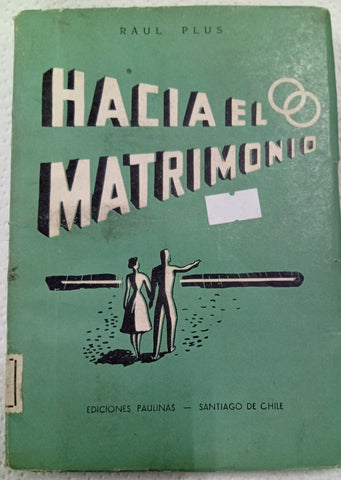 RAUL PLUS
HACIA EL
MATRIMONIO
EDICIONES PAULINAS — SANTIAGO DE CHILE